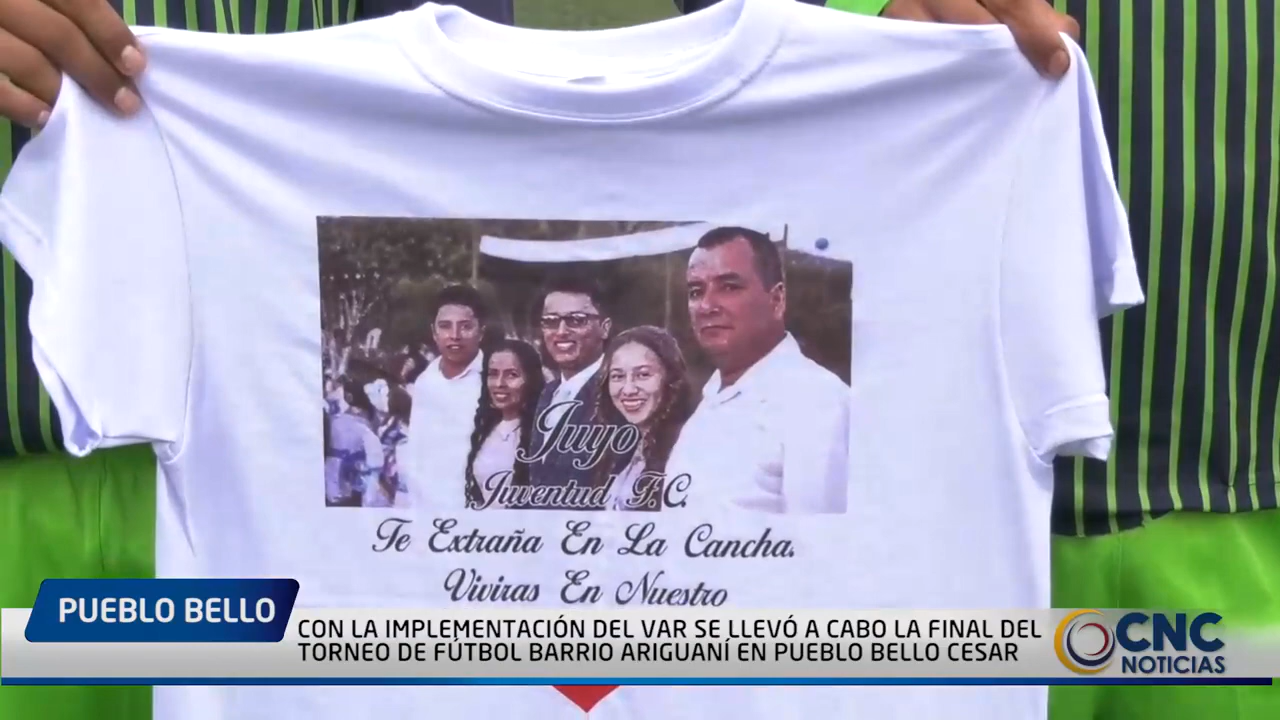 Juyo
Juventud F.C.
Te Extraña En La Cancha.
Viviras En Nuestro
PUEBLO BELLO
CON LA IMPLEMENTACIÓN DEL VAR SE LLEVÓ A CABO LA FINAL DEL
TORNEO DE FÚTBOL BARRIO ARIGUANÍ EN PUEBLO BELLO CESAR
CNC
NOTICIAS